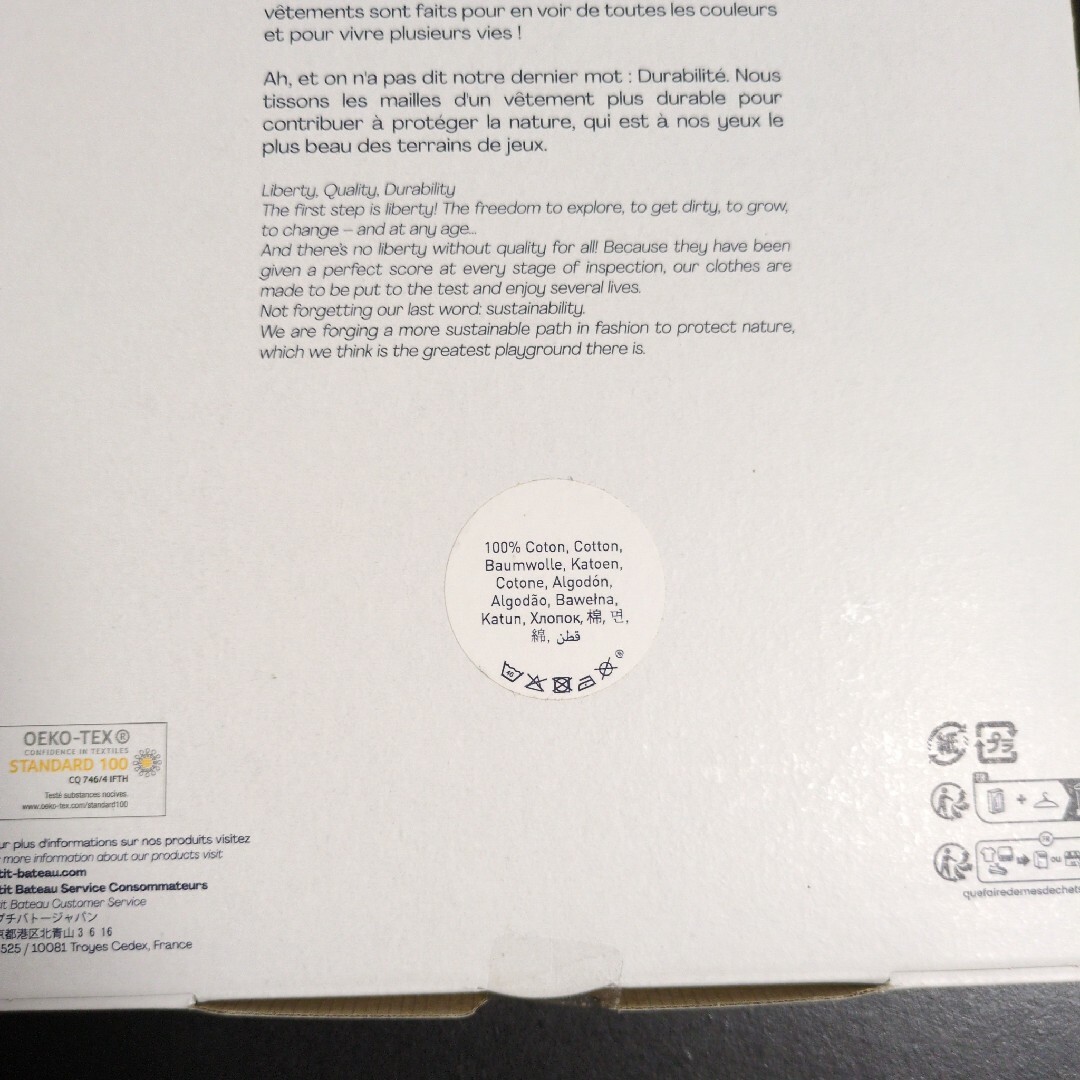 vêtements sont faits pour en voir de toutes les couleurs
et pour vivre plusieurs vies !
Ah, et on n'a pas dit notre dernier mot : Durabilité. Nous
tissons les mailles d'un vêtement plus durable pour
contribuer à protéger la nature, qui est à nos yeux le
plus beau des terrains de jeux.
Liberty, Quality, Durability
The first step is liberty! The freedom to explore, to get dirty, to grow,
to change – and at any age...
And there's no liberty without quality for all! Because they have been
given a perfect score at every stage of inspection, our clothes are
made to be put to the test and enjoy several lives.
Not forgetting our last word: sustainability.
We are forging a more sustainable path in fashion to protect nature,
which we think is the greatest playground there is.
100% Coton, Cotton,
Baumwolle, Katoen,
Cotone, Algodón,
Algodão, Bawełna,
Katun, Хлопок, 棉, 면,
綿, قطن
40
OEKO-TEX®
CONFIDENCE IN TEXTILES
STANDARD 100
CQ 746/4 IFTH
Testé substances nocives.
www.oeko-tex.com/standard100
ur plus d'informations sur nos produits visitez
more information about our products visit
tit-bateau.com
tit Bateau Service Consommateurs
it Bateau Customer Service
プチバトージャパン
京都港区北青山 3 6 16
525 / 10081 Troyes Cedex, France
紙 プラ
FR
+
FR
OU
quefairedemesdechets